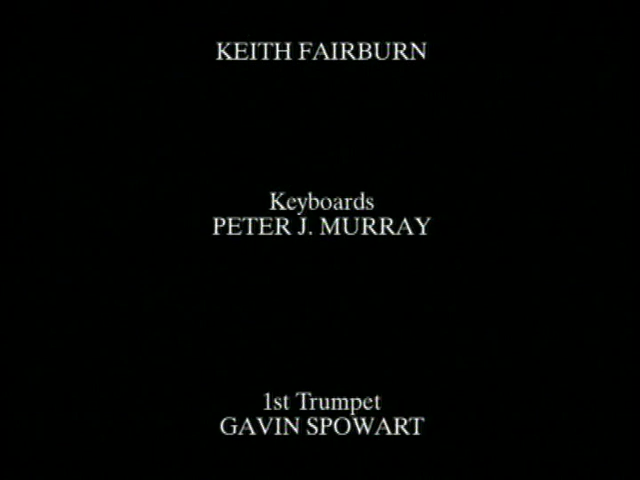 KEITH FAIRBURN
Keyboards
PETER J. MURRAY
1st Trumpet
GAVIN SPOWART